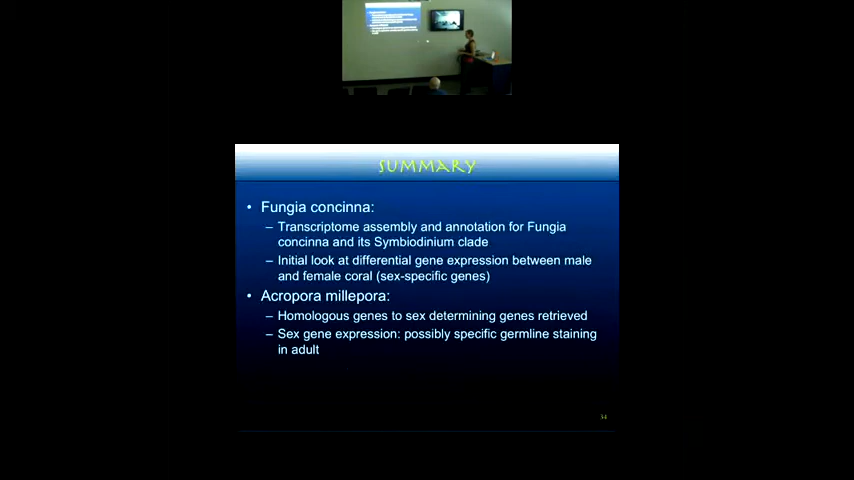 SUMMARY
• Fungia concinna:
– Transcriptome assembly and annotation for Fungia
concinna and its Symbiodinium clade
– Initial look at differential gene expression between male
and female coral (sex-specific genes)
• Acropora millepora:
– Homologous genes to sex determining genes retrieved
– Sex gene expression: possibly specific germline staining
in adult